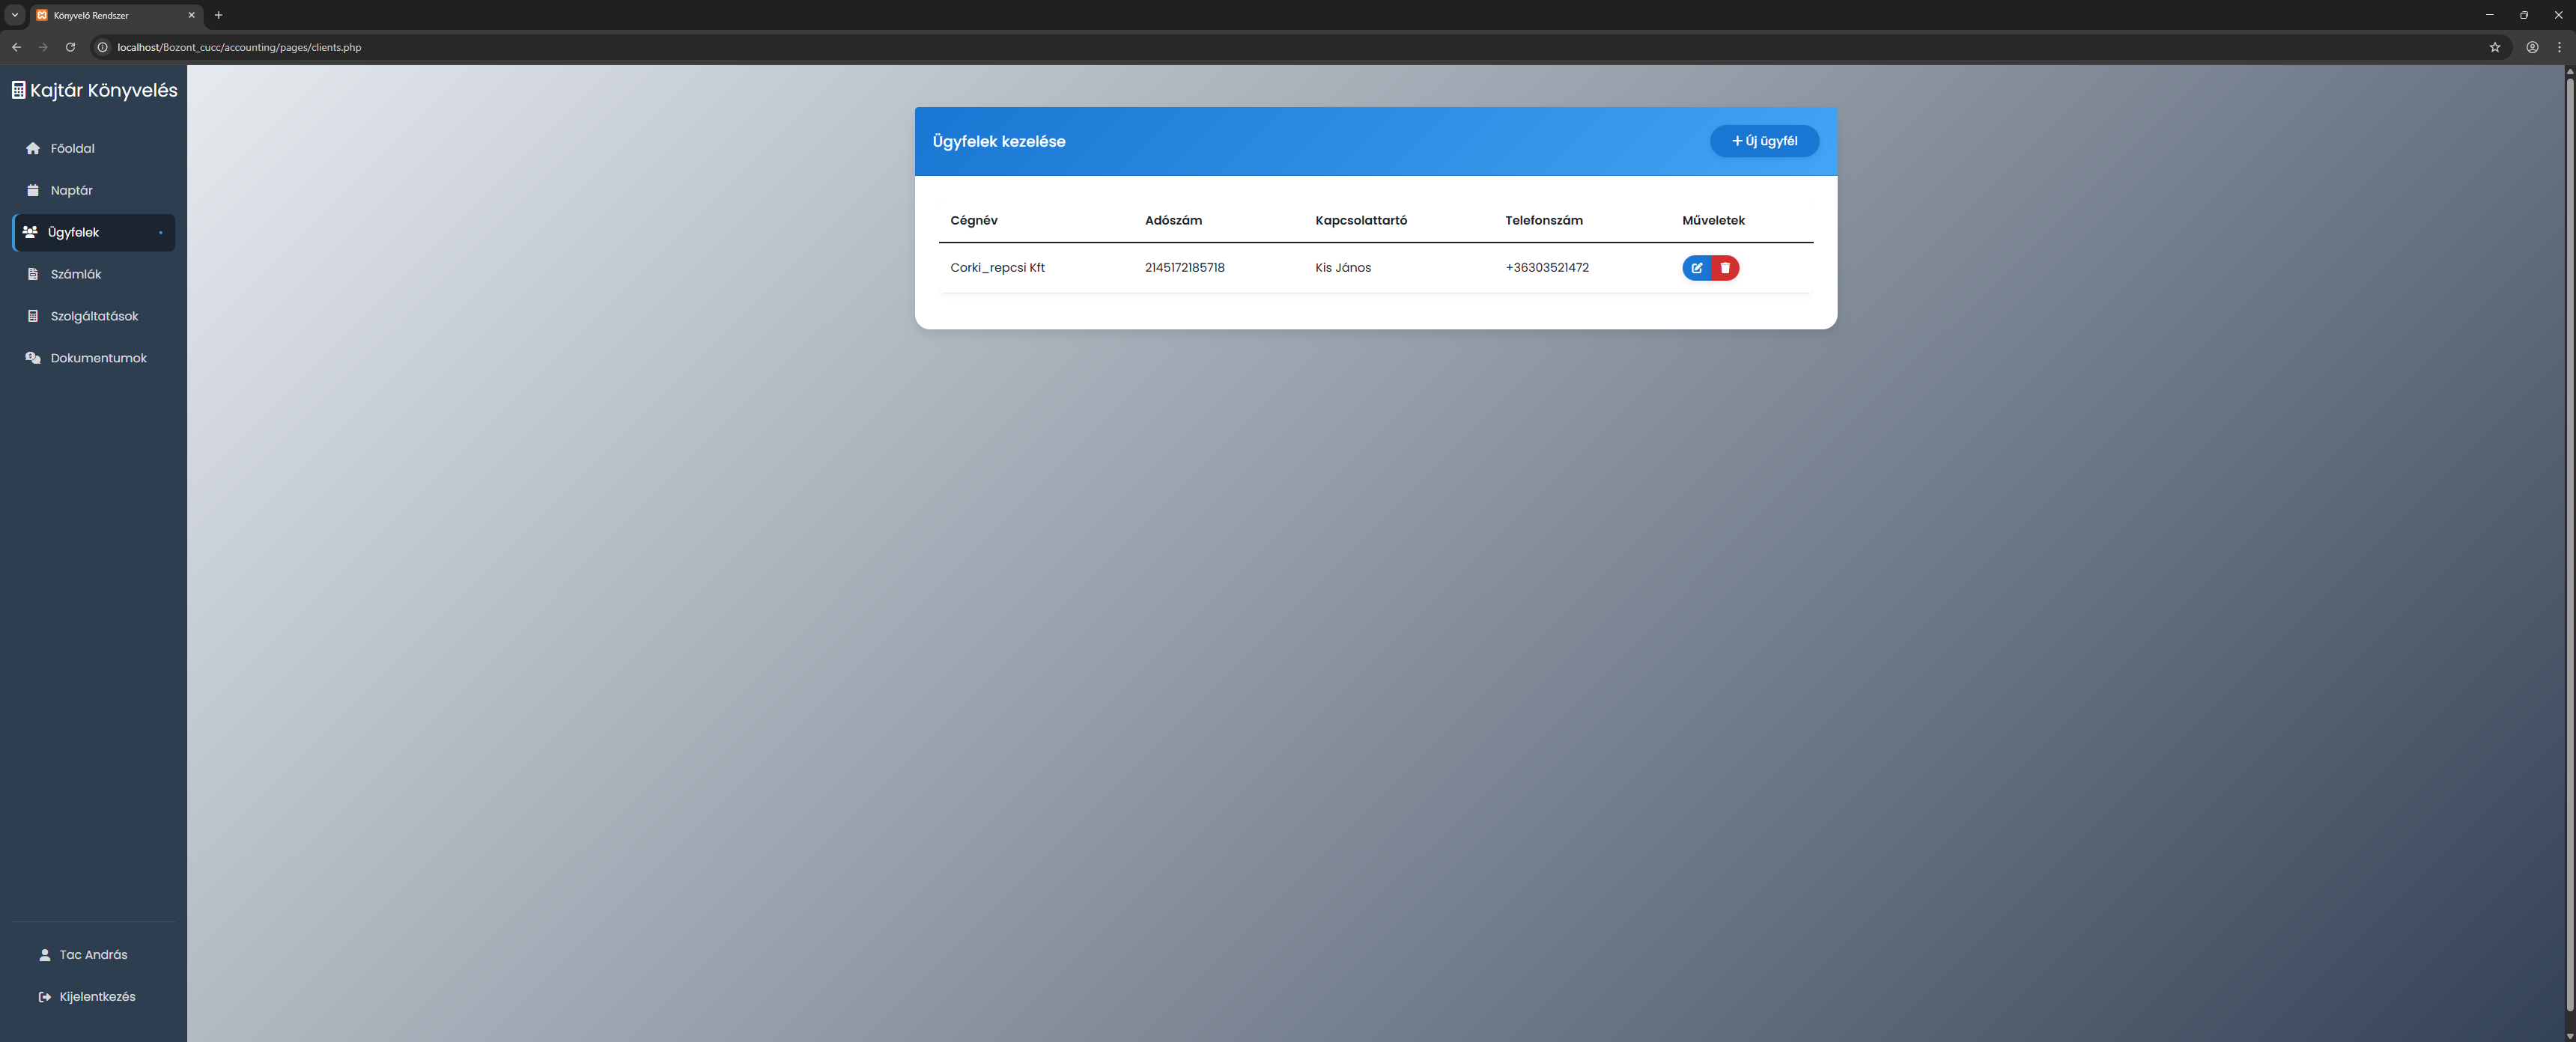 Könyvelő Rendszer
localhost/Bozont_cucc/accounting/pages/clients.php
Kajtár Könyvelés
Főoldal
Naptár
Ügyfelek
Számlák
Szolgáltatások
Dokumentumok
Tac András
Kijelentkezés
Ügyfelek kezelése
+ Új ügyfél
Cégnév Adószám Kapcsolattartó Telefonszám Műveletek
Corki_repcsi Kft 2145172185718 Kis János +36303521472